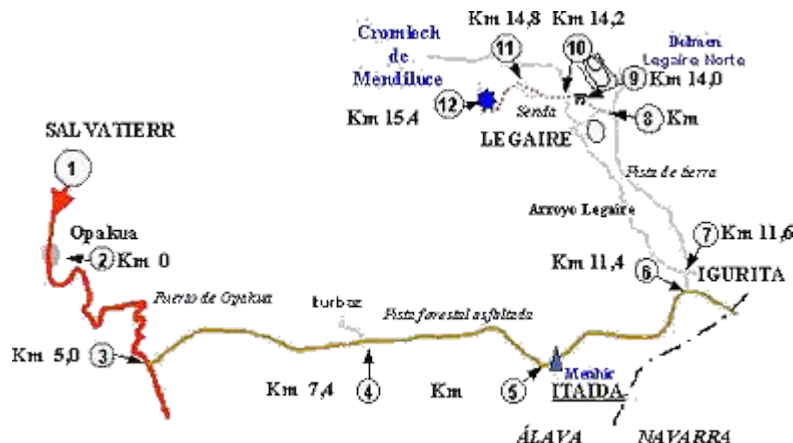 Cromlech
de
Mendiluce
Km 14,8
Km 14,2
11
10
Dolmen
Legaire Norte
9
Km 14,0
12
Km 15,4
Senda
8
Km
LEGAIRE
SALVATIERR
1
Pista de tierra
Opakua
2
Km 0
Arroyo Legaire
7
Km 11,6
Km 11,4
6
IGURITA
Puerto de Opakua
Iturbaz
Pista forestal asfaltada
Km 5,0
3
Km 7,4
4
Km
5
Menhir
ITAIDA
ÁLAVA
NAVARRA